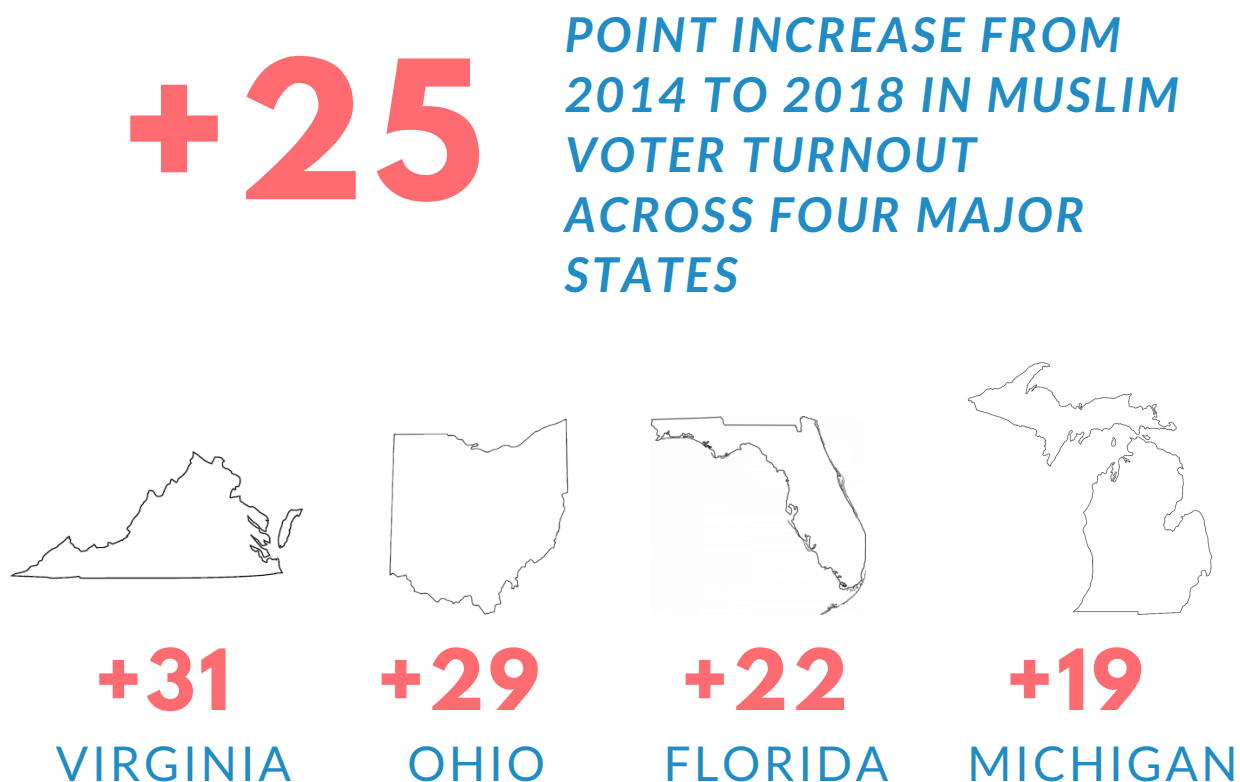 +25
POINT INCREASE FROM
2014 TO 2018 IN MUSLIM
VOTER TURNOUT
ACROSS FOUR MAJOR
STATES
+31
VIRGINIA
+29
OHIO
+22
FLORIDA
+19
MICHIGAN